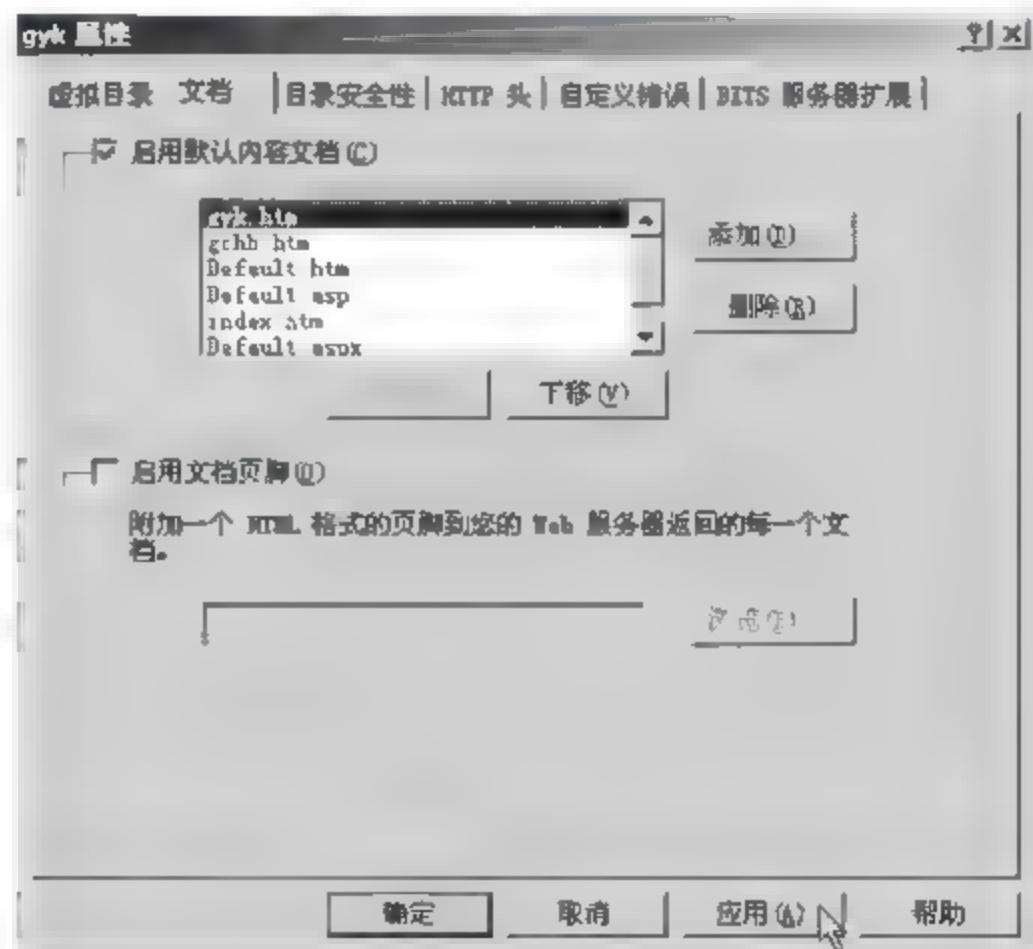 gyk 属性
虚拟目录 文档 目录安全性 HTTP 头 自定义错误 BITS 服务器扩展
启用默认内容文档(C)
gyk.htm
gchb htm
Default htm
Default asp
index htm
Default aspx
添加(D)
删除(R)
下移(V)
启用文档页脚(O)
附加一个 HTML 格式的页脚到您的 Web 服务器返回的每一个文
档。
确定 取消 应用(A) 帮助